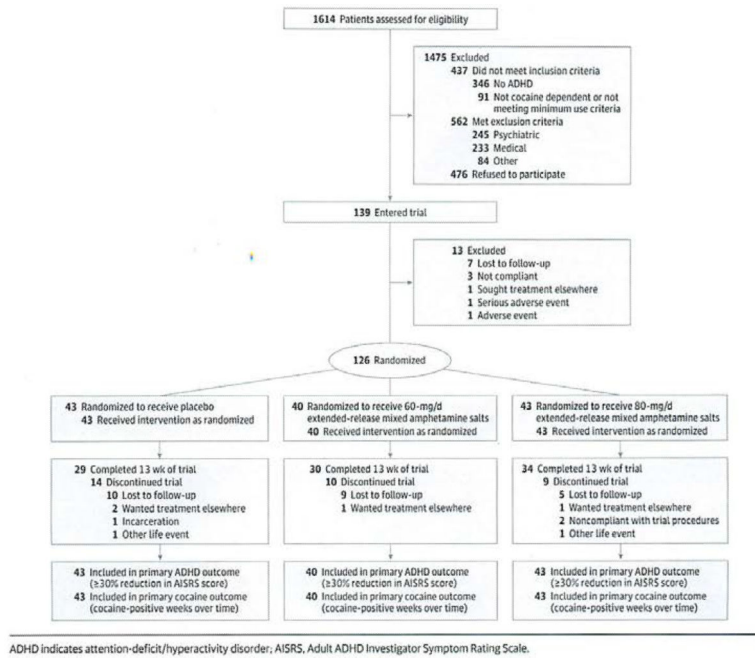 1614 Patients assessed for eligibility
1475 Excluded
437 Did not meet inclusion criteria
346 No ADHD
91 Not cocaine dependent or not
meeting minimum use criteria
562 Met exclusion criteria
245 Psychiatric
233 Medical
84 Other
476 Refused to participate
139 Entered trial
13 Excluded
7 Lost to follow-up
3 Not compliant
1 Sought treatment elsewhere
1 Serious adverse event
1 Adverse event
126 Randomized
43 Randomized to receive placebo
43 Received intervention as randomized
40 Randomized to receive 60-mg/d
extended-release mixed amphetamine salts
40 Received intervention as randomized
43 Randomized to receive 80-mg/d
extended-release mixed amphetamine salts
43 Received intervention as randomized
29 Completed 13 wk of trial
14 Discontinued trial
10 Lost to follow-up
2 Wanted treatment elsewhere
1 Incarceration
1 Other life event
30 Completed 13 wk of trial
10 Discontinued trial
9 Lost to follow-up
1 Wanted treatment elsewhere
34 Completed 13 wk of trial
9 Discontinued trial
5 Lost to follow-up
1 Wanted treatment elsewhere
2 Noncompliant with trial procedures
1 Other life event
43 Included in primary ADHD outcome
(≥30% reduction in AISRS score)
43 Included in primary cocaine outcome
(cocaine-positive weeks over time)
40 Included in primary ADHD outcome
(≥30% reduction in AISRS score)
40 Included in primary cocaine outcome
(cocaine-positive weeks over time)
43 Included in primary ADHD outcome
(≥30% reduction in AISRS score)
43 Included in primary cocaine outcome
(cocaine-positive weeks over time)
ADHD indicates attention-deficit/hyperactivity disorder; AISRS, Adult ADHD Investigator Symptom Rating Scale.